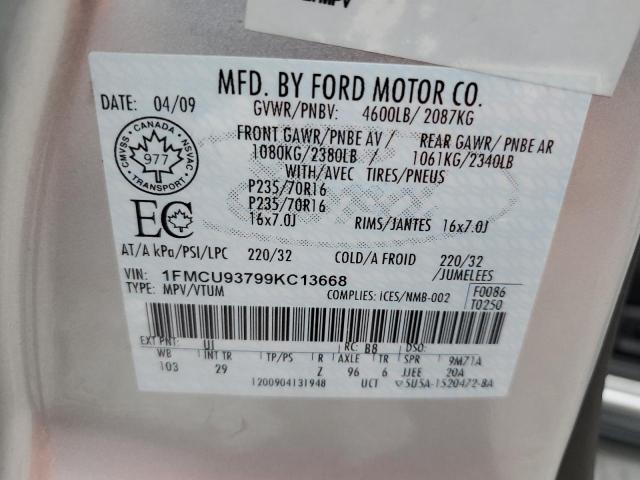 MFD. BY FORD MOTOR CO.
DATE: 04/09 GVWR/PNBV: 4600LB/ 2087KG
FRONT GAWR/PNBE AV/ REAR GAWR/ PNBE AR
1080KG/2380LB 1061KG/2340LB
WITH/AVEC TIRES/PNEUS
P235/70R16
P235/70R16
16x7.0J RIMS/JANTES 16x7.0J
CMVSS · CANADA · NSVAC
977
TRANSPORT
EC
AT/A kPa/PSI/LPC 220/32 COLD/A FROID 220/32
/JUMELEES
VIN: 1FMCU93799KC13668
TYPE: MPV/VTUM COMPLIES: ICES/NMB-002 F0086
T0250
EXT PNT: UI RC: B8 DSO:
WB INT TR TP/PS R AXLE TR SPR 9M71A
103 29 Z 96 6 JJEE 20A
1200904131948 UCT 5USA-1520472-BA